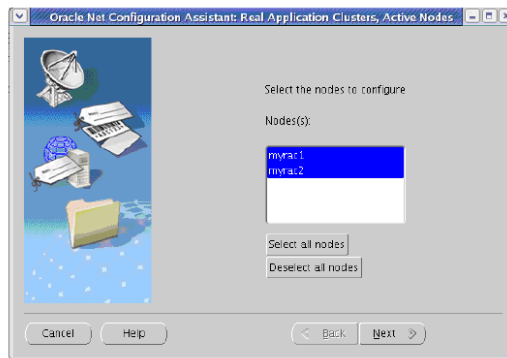 Oracle Net Configuration Assistant: Real Application Clusters, Active Nodes
Select the nodes to configure
Nodes(s):
myrac1
myrac2
Select all nodes
Deselect all nodes
Cancel
Help
Back
Next